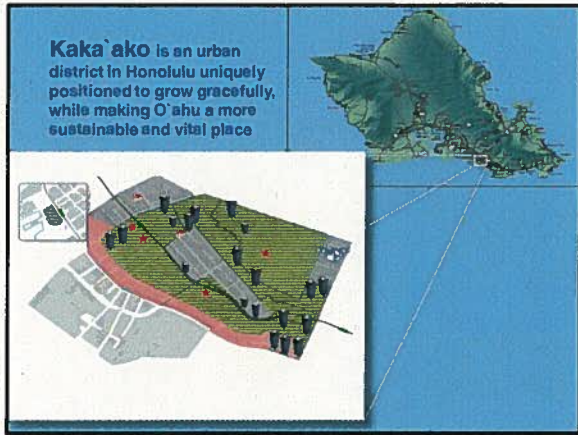 Kaka`ako is an urban
district in Honolulu uniquely
positioned to grow gracefully,
while making O`ahu a more
sustainable and vital place